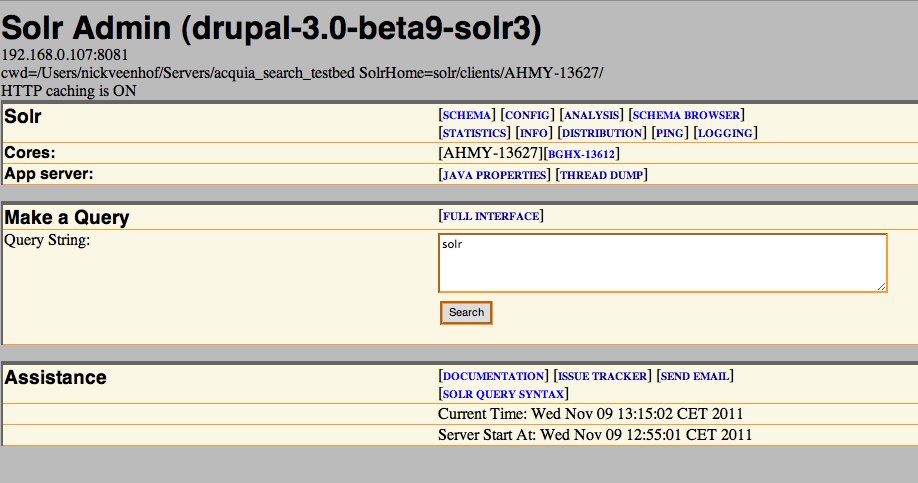 Solr Admin (drupal-3.0-beta9-solr3)
192.168.0.107:8081
cwd=/Users/nickveenhof/Servers/acquia_search_testbed SolrHome=solr/clients/AHMY-13627/
HTTP caching is ON
Solr [SCHEMA] [CONFIG] [ANALYSIS] [SCHEMA BROWSER]
[STATISTICS] [INFO] [DISTRIBUTION] [PING] [LOGGING]
Cores: [AHMY-13627][BGHX-13612]
App server: [JAVA PROPERTIES] [THREAD DUMP]
Make a Query [FULL INTERFACE]
Query String: solr
Search
Assistance [DOCUMENTATION] [ISSUE TRACKER] [SEND EMAIL]
[SOLR QUERY SYNTAX]
Current Time: Wed Nov 09 13:15:02 CET 2011
Server Start At: Wed Nov 09 12:55:01 CET 2011